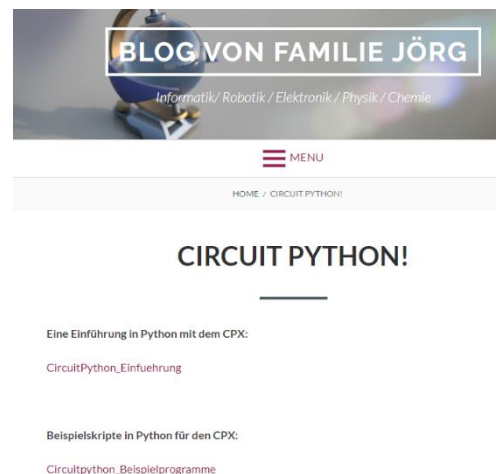 BLOG VON FAMILIE JÖRG
Informatik/ Robotik / Elektronik / Physik / Chemie
MENU
HOME / CIRCUIT PYTHON!
CIRCUIT PYTHON!
Eine Einführung in Python mit dem CPX:
CircuitPython_Einfuehrung
Beispielskripte in Python für den CPX:
Circuitpython_Beispielprogramme